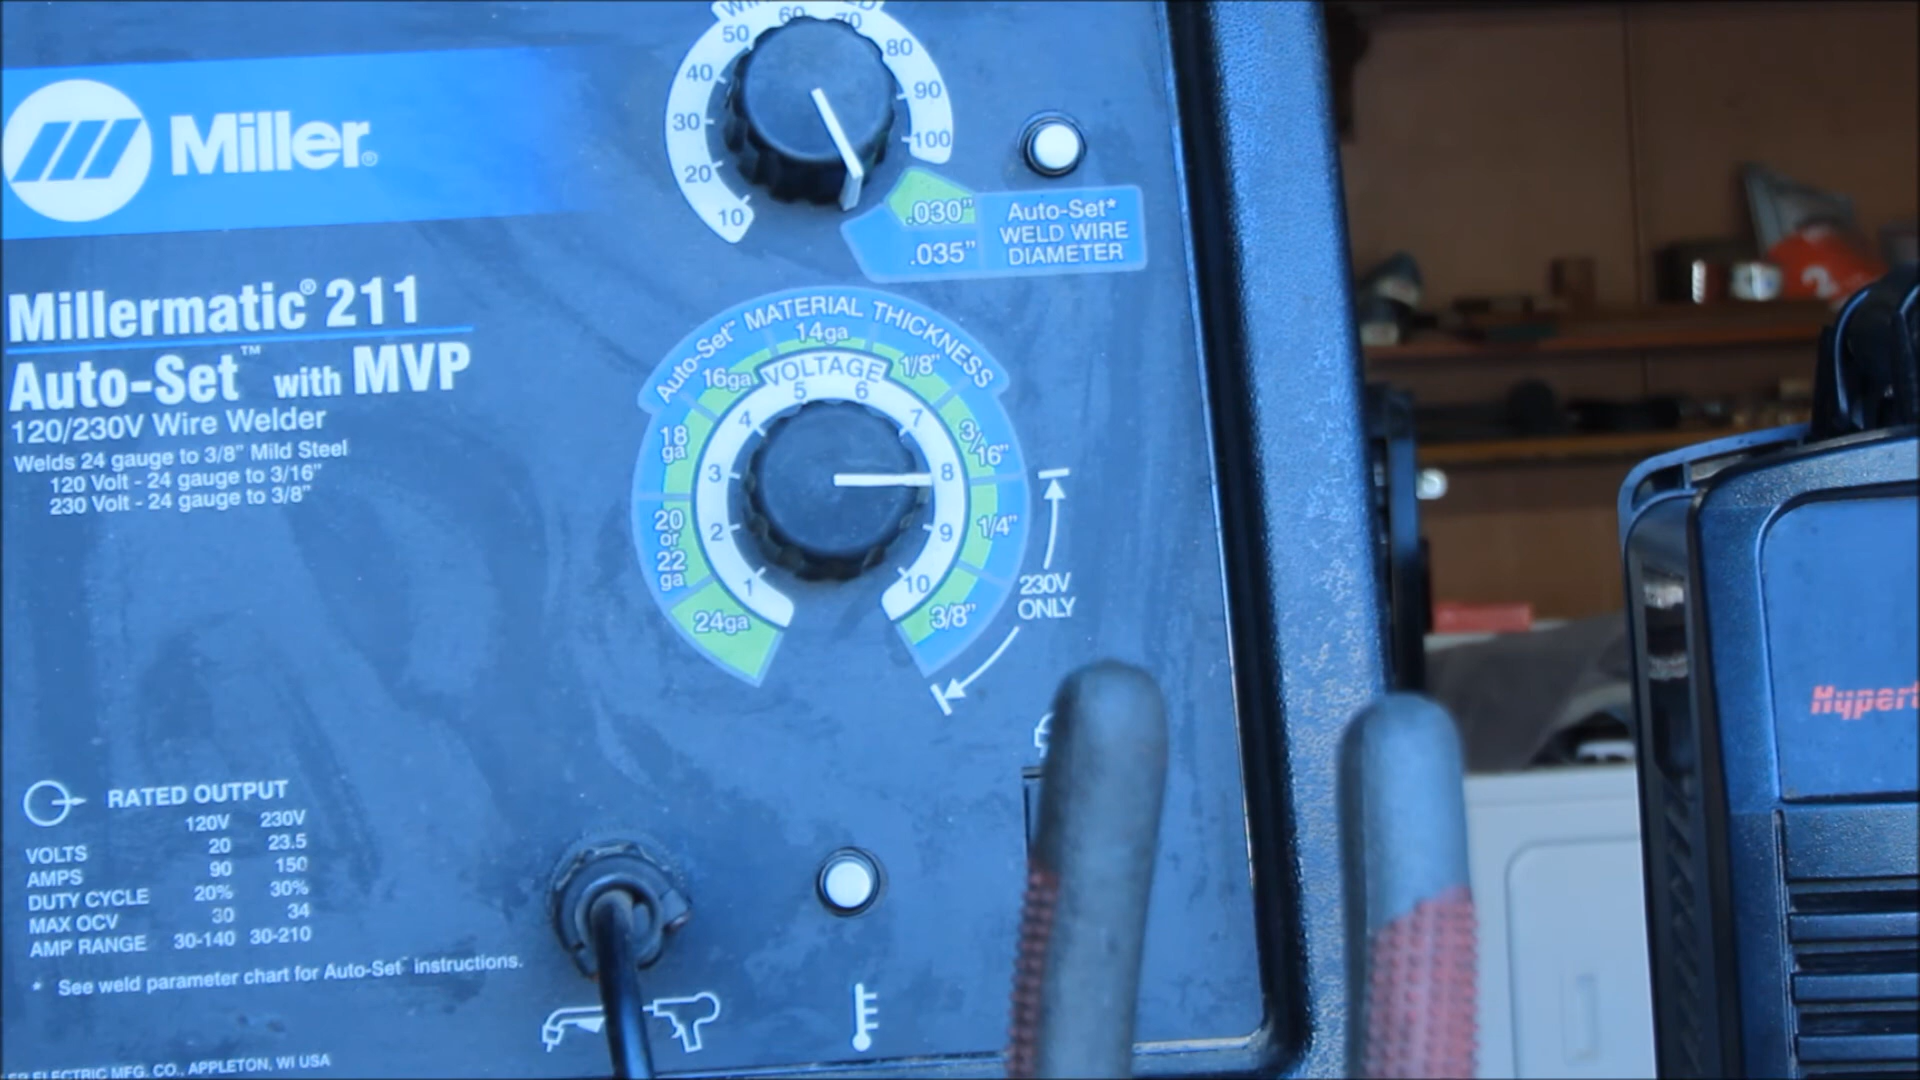 50 60 70 80
40 90
30 100
20
10
Miller®
.030"
.035"
Auto-Set*
WELD WIRE
DIAMETER
Millermatic® 211
Auto-Set™ with MVP
120/230V Wire Welder
Welds 24 gauge to 3/8" Mild Steel
120 Volt - 24 gauge to 3/16"
230 Volt - 24 gauge to 3/8"
Auto-Set™ MATERIAL THICKNESS
24ga
20 or 22 ga
18 ga
16ga
14ga
1/8"
3/16"
1/4"
3/8"
VOLTAGE
1 2 3 4 5 6 7 8 9 10
230V
ONLY
RATED OUTPUT
120V 230V
VOLTS 20 23.5
AMPS 90 150
DUTY CYCLE 20% 30%
MAX OCV 30 34
AMP RANGE 30-140 30-210
* See weld parameter chart for Auto-Set™ instructions.
ELECTRIC MFG. CO., APPLETON, WI USA